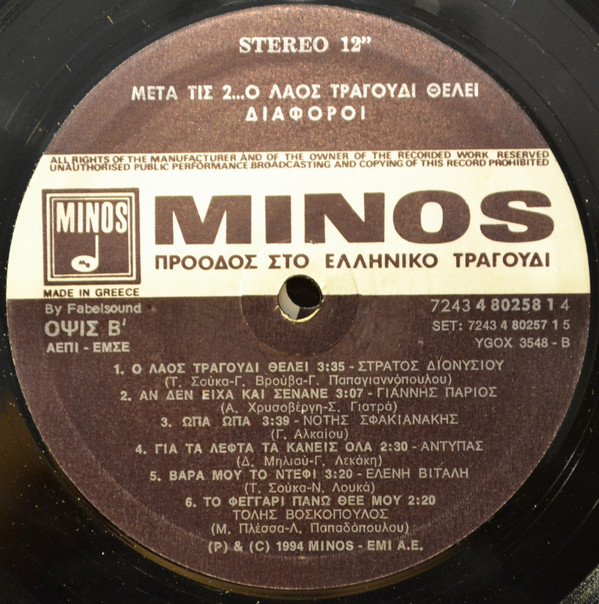 STEREO 12"
ΜΕΤΑ ΤΙΣ 2...Ο ΛΑΟΣ ΤΡΑΓΟΥΔΙ ΘΕΛΕΙ
ΔΙΑΦΟΡΟΙ
ALL RIGHTS OF THE MANUFACTURER AND OF THE OWNER OF THE RECORDED WORK RESERVED
UNAUTHORISED PUBLIC PERFORMANCE BROADCASTING AND COPYING OF THIS RECORD PROHIBITED
MINOS
MINOS
ΠΡΟΟΔΟΣ ΣΤΟ ΕΛΛΗΝΙΚΟ ΤΡΑΓΟΥΔΙ
MADE IN GREECE
By Fabelsound
ΟΨΙΣ Β'
ΑΕΠΙ - ΕΜΣΕ
7243 4 80258 1 4
SET: 7243 4 80257 1 5
YGOX 3548 - B
1. Ο ΛΑΟΣ ΤΡΑΓΟΥΔΙ ΘΕΛΕΙ 3:35 - ΣΤΡΑΤΟΣ ΔΙΟΝΥΣΙΟΥ
(Τ. Σούκα-Γ. Βρούβα-Γ. Παπαγιαννόπουλου)
2. ΑΝ ΔΕΝ ΕΙΧΑ ΚΑΙ ΣΕΝΑΝΕ 3:07 - ΓΙΑΝΝΗΣ ΠΑΡΙΟΣ
(Α. Χρυσοβέργη-Σ. Γιατρά)
3. ΩΠΑ ΩΠΑ 3:39 - ΝΟΤΗΣ ΣΦΑΚΙΑΝΑΚΗΣ
(Γ. Αλκαίου)
4. ΓΙΑ ΤΑ ΛΕΦΤΑ ΤΑ ΚΑΝΕΙΣ ΟΛΑ 2:30 - ΑΝΤΥΠΑΣ
(Δ. Μηλιού-Γ. Λεκάκη)
5. ΒΑΡΑ ΜΟΥ ΤΟ ΝΤΕΦΙ 3:20 - ΕΛΕΝΗ ΒΙΤΑΛΗ
(Τ. Σούκα-Ν. Λουκά)
6. ΤΟ ΦΕΓΓΑΡΙ ΠΑΝΩ ΘΕΕ ΜΟΥ 2:20
ΤΟΛΗΣ ΒΟΣΚΟΠΟΥΛΟΣ
(Μ. Πλέσσα-Λ. Παπαδόπουλου)
(P) & (C) 1994 MINOS - EMI A.E.